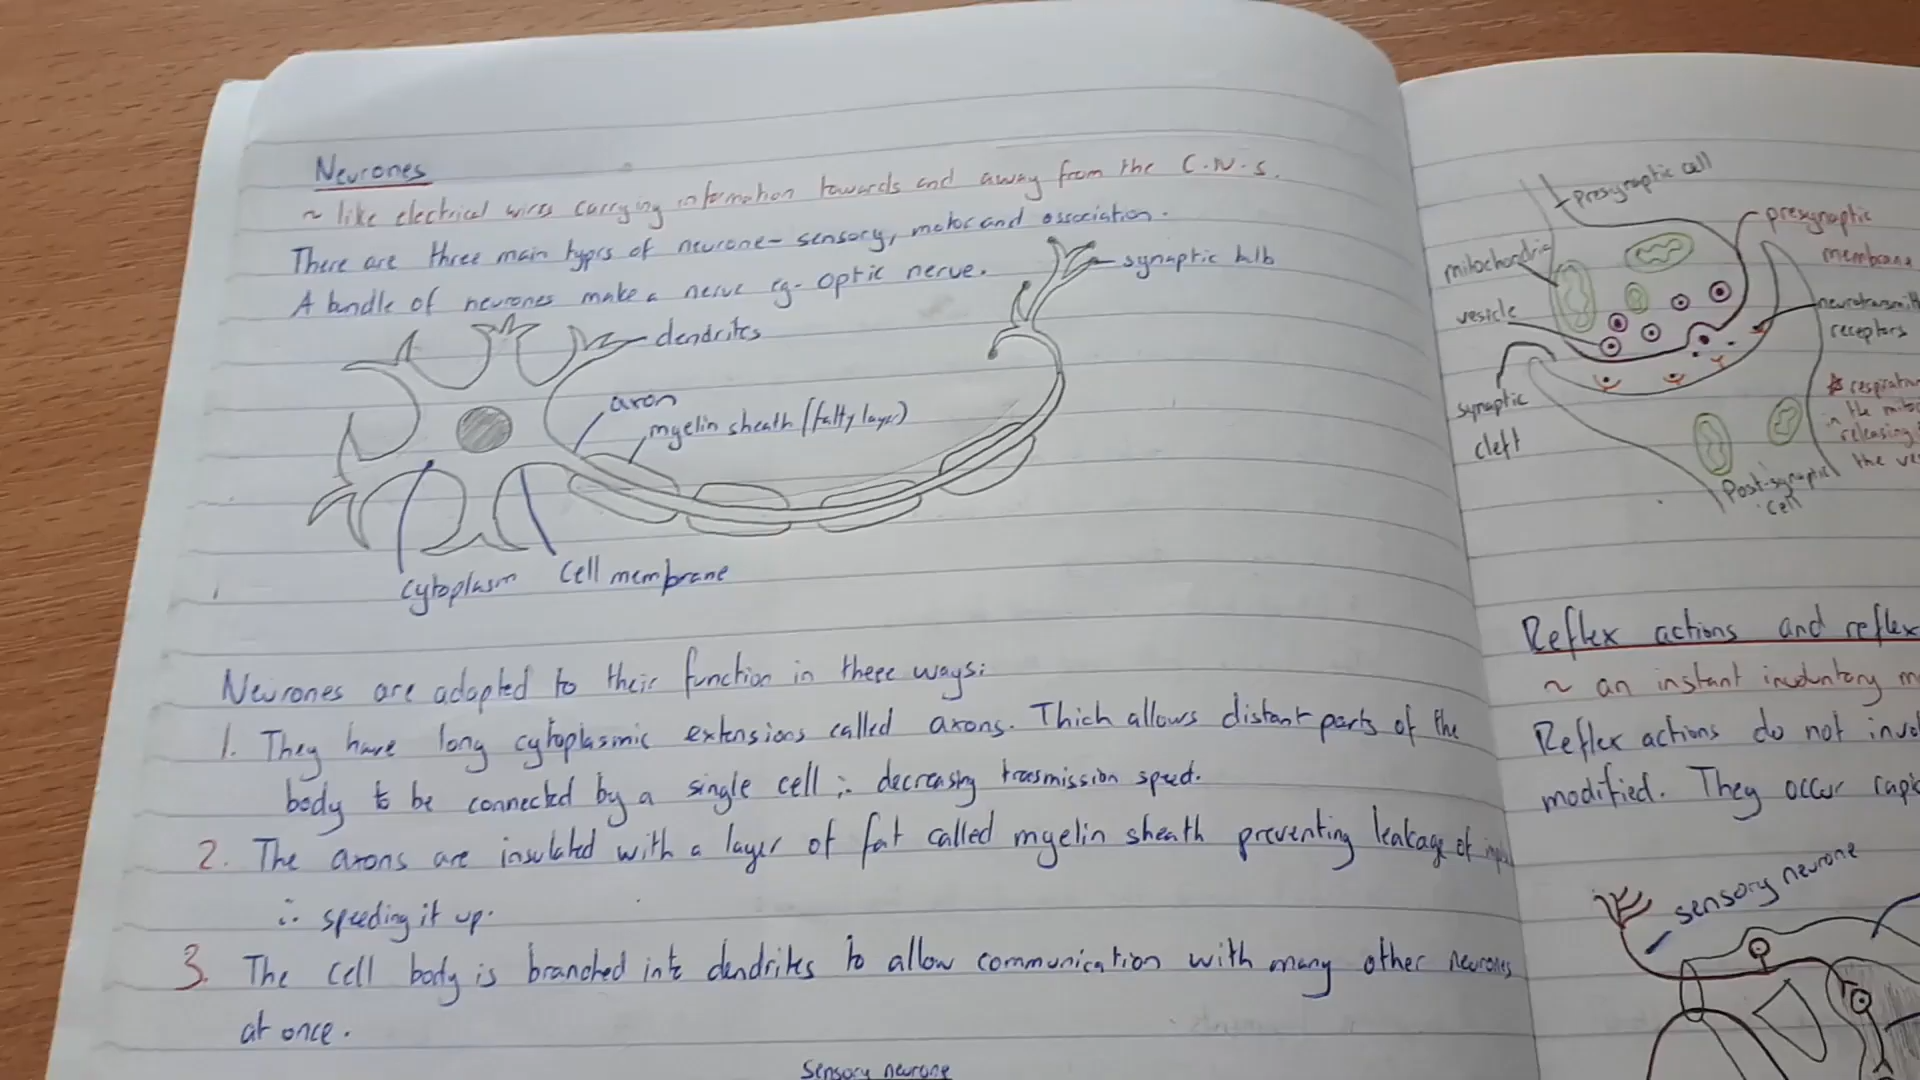 Neurones
~ like electrical wires carrying information towards and away from the C.N.S.
There are three main types of neurone - sensory, motor and association.
A bundle of neurones make a nerve eg- optic nerve.
synaptic bulb
dendrites
axon
myelin sheath (fatty layer)
cytoplasm
cell membrane
Neurones are adapted to their function in there ways:
1. They have long cytoplasmic extensions called axons. Thich allows distant parts of the
body to be connected by a single cell ∴ decreasing trasmission speed.
2. The axons are insulated with a layer of fat called myelin sheath preventing leakage of
∴ speeding it up.
3. The cell body is branched into dendrites to allow communication with many other neurones
at once.
Sensory neurone
presynaptic cell
presynaptic
membrane
mitochondria
vesicle
receptors
synaptic
cleft
in the
releasing
the
Post-synaptic
cell
Reflex actions and reflex
~ an instant involuntary
Reflex actions do not
modified. They occur
sensory neurone